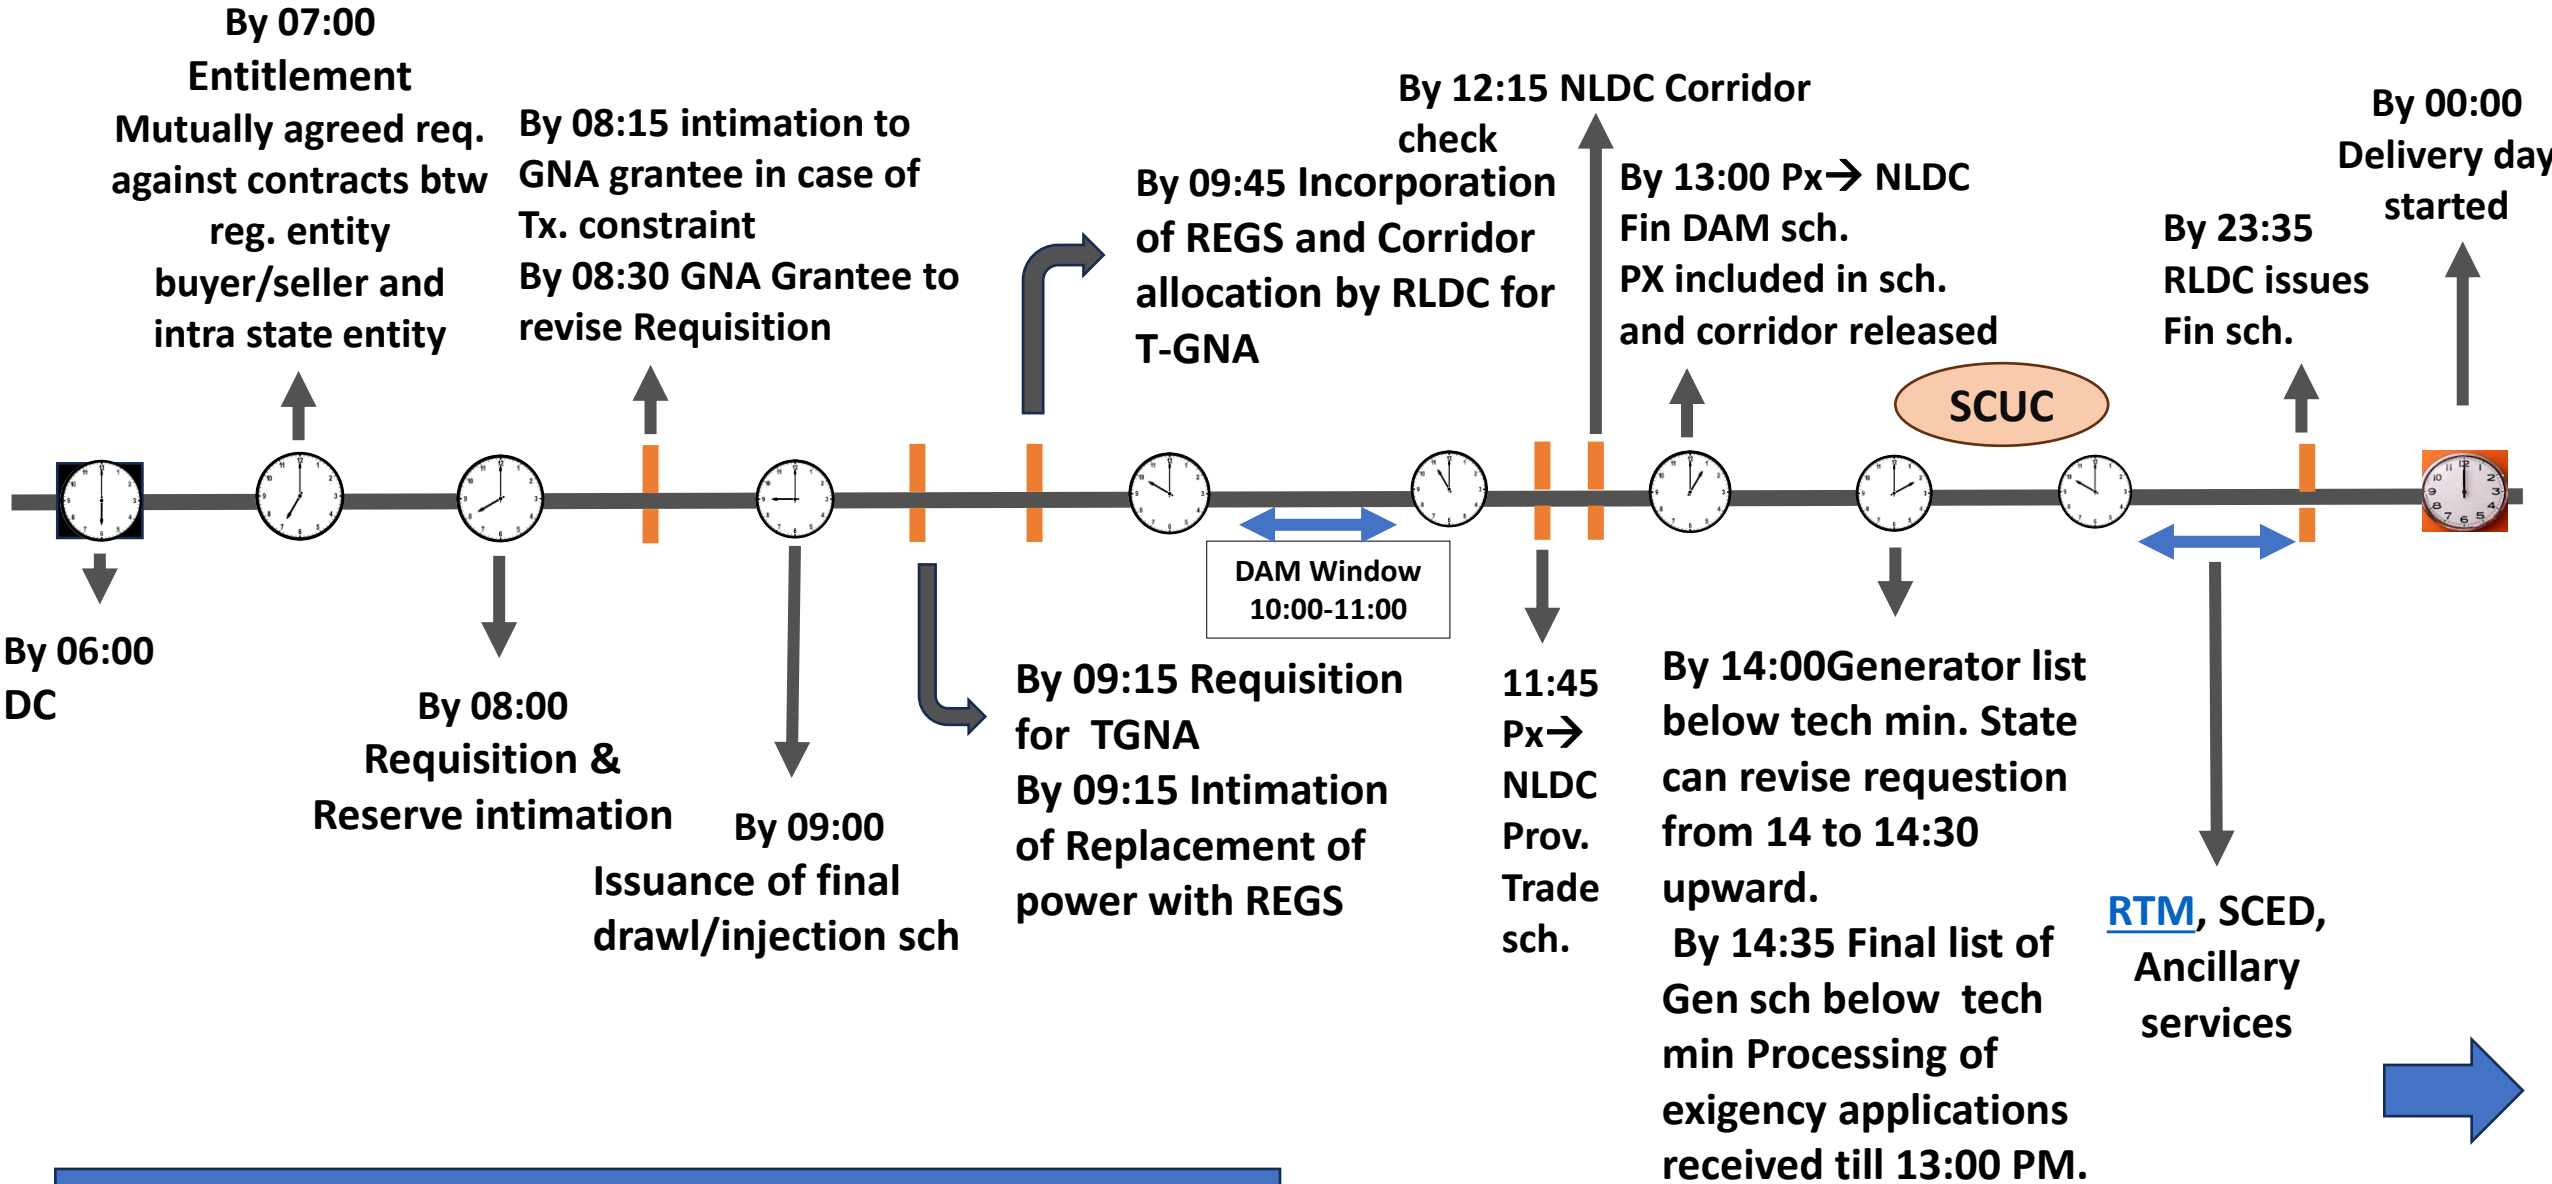 By 07:00
Entitlement
Mutually agreed req.
against contracts btw
reg. entity
buyer/seller and
intra state entity
By 08:15 intimation to
GNA grantee in case of
Tx. constraint
By 08:30 GNA Grantee to
revise Requisition
By 09:45 Incorporation
of REGS and Corridor
allocation by RLDC for
T-GNA
By 12:15 NLDC Corridor
check
By 13:00 Px→ NLDC
Fin DAM sch.
PX included in sch.
and corridor released
SCUC
By 23:35
RLDC issues
Fin sch.
By 00:00
Delivery day
started
By 06:00
DC
By 08:00
Requisition &
Reserve intimation
By 09:00
Issuance of final
drawl/injection sch
By 09:15 Requisition
for TGNA
By 09:15 Intimation
of Replacement of
power with REGS
DAM Window
10:00-11:00
11:45
Px→
NLDC
Prov.
Trade
sch.
By 14:00Generator list
below tech min. State
can revise requestion
from 14 to 14:30
upward.
By 14:35 Final list of
Gen sch below tech
min Processing of
exigency applications
received till 13:00 PM.
RTM, SCED,
Ancillary
services